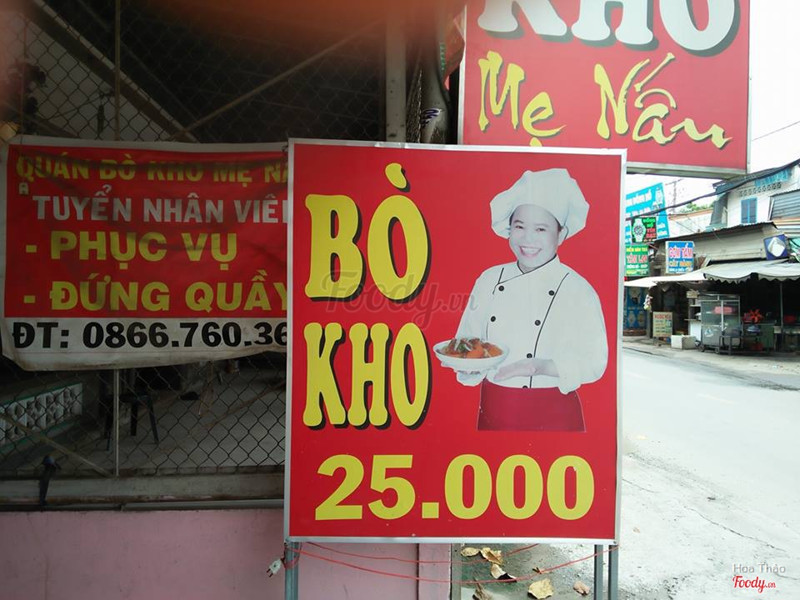 KHO
Mẹ Nấu
QUÁN BÒ KHO MẸ
TUYỂN NHÂN VIÊ
- PHỤC VỤ
- ĐỨNG QUẦY
ĐT: 0866.760.36
BÒ
KHO
25.000
Foody.vn
Hoa Thảo
Foody.vn